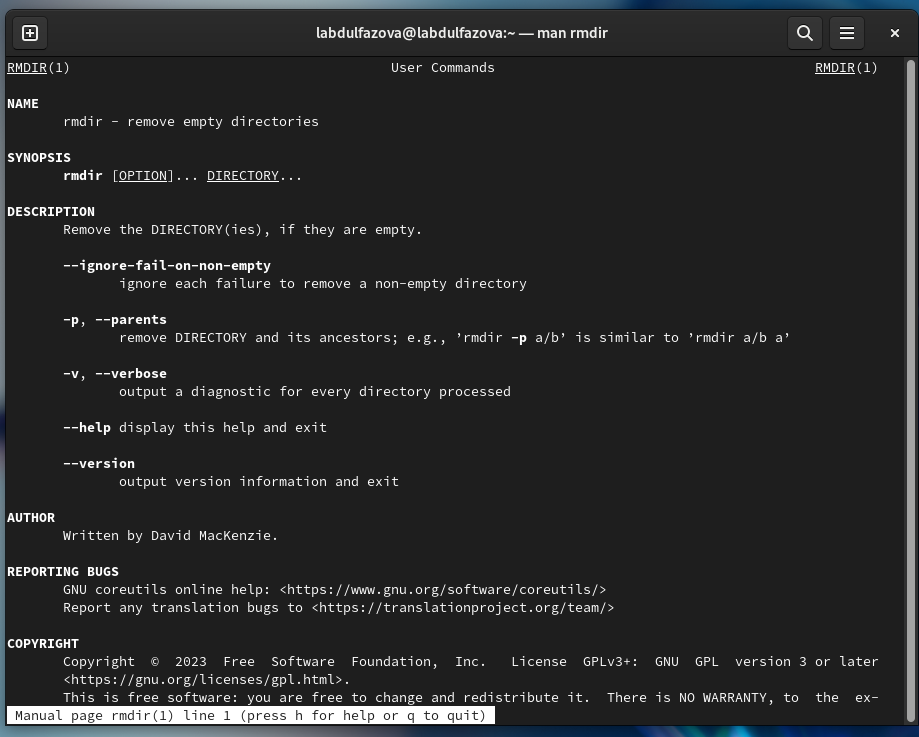 labdulfazova@labdulfazova:~ — man rmdir
RMDIR(1) User Commands RMDIR(1)
NAME
rmdir - remove empty directories
SYNOPSIS
rmdir [OPTION]... DIRECTORY...
DESCRIPTION
Remove the DIRECTORY(ies), if they are empty.
--ignore-fail-on-non-empty
ignore each failure to remove a non-empty directory
-p, --parents
remove DIRECTORY and its ancestors; e.g., ’rmdir -p a/b’ is similar to ’rmdir a/b a’
-v, --verbose
output a diagnostic for every directory processed
--help display this help and exit
--version
output version information and exit
AUTHOR
Written by David MacKenzie.
REPORTING BUGS
GNU coreutils online help: <https://www.gnu.org/software/coreutils/>
Report any translation bugs to <https://translationproject.org/team/>
COPYRIGHT
Copyright © 2023 Free Software Foundation, Inc. License GPLv3+: GNU GPL version 3 or later
<https://gnu.org/licenses/gpl.html>.
This is free software: you are free to change and redistribute it. There is NO WARRANTY, to the ex-
Manual page rmdir(1) line 1 (press h for help or q to quit)